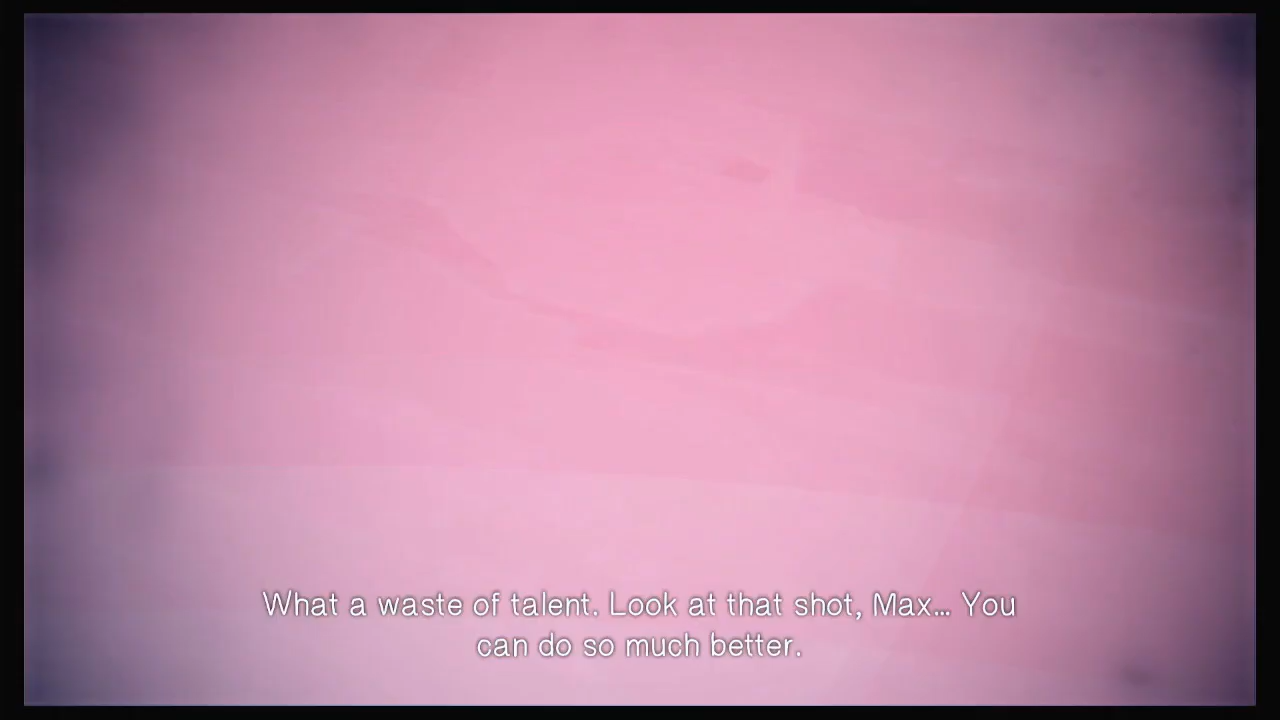 What a waste of talent. Look at that shot, Max... You
can do so much better.